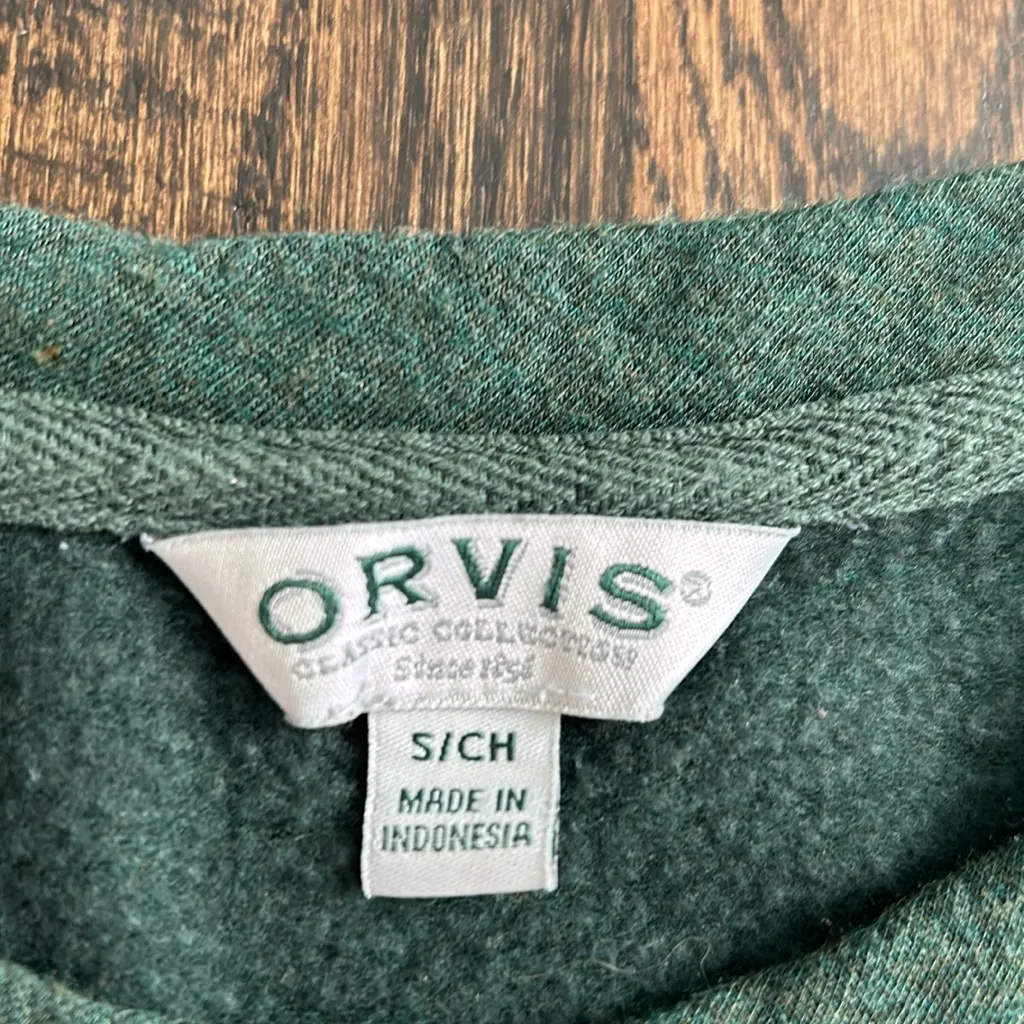 ORVIS®
CLASSIC COLLECTION
Since 1856
S/CH
MADE IN
INDONESIA